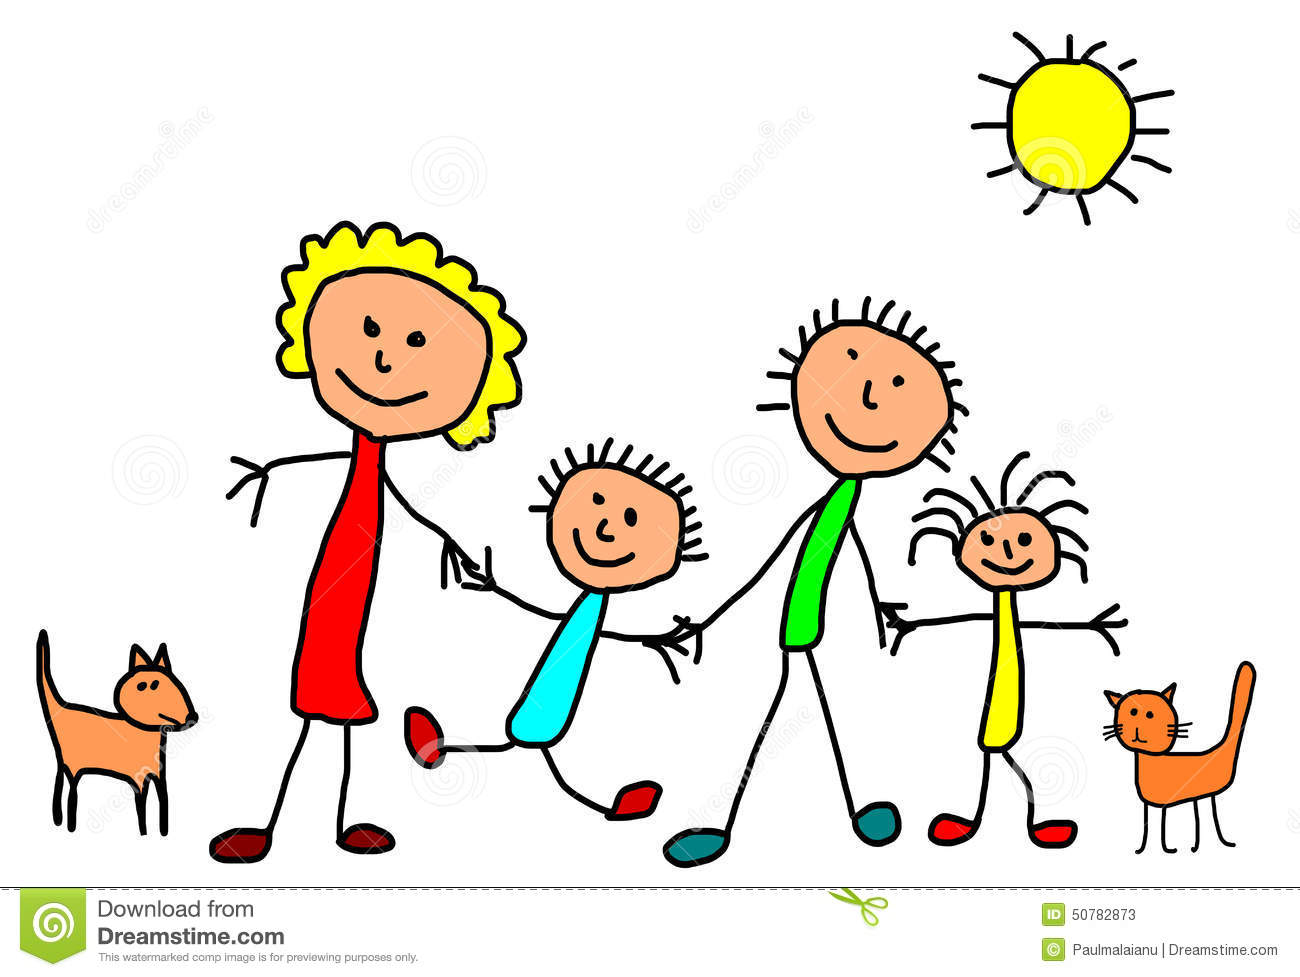 Download from
Dreamstime.com
This watermarked comp image is for previewing purposes only.
ID 50782873
© Paulmalaianu | Dreamstime.com